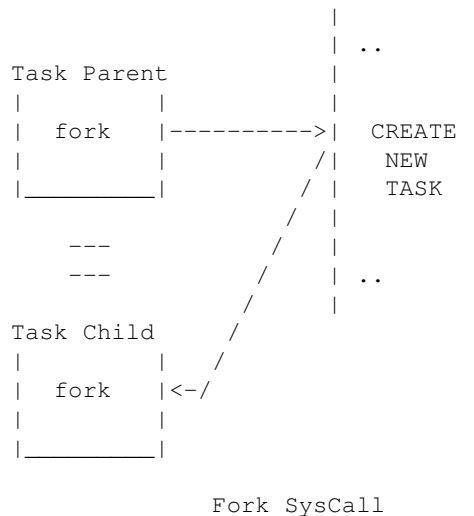 ..
Task Parent
fork ----------> CREATE
NEW
TASK
---
---
..
Task Child
fork <-/
Fork SysCall